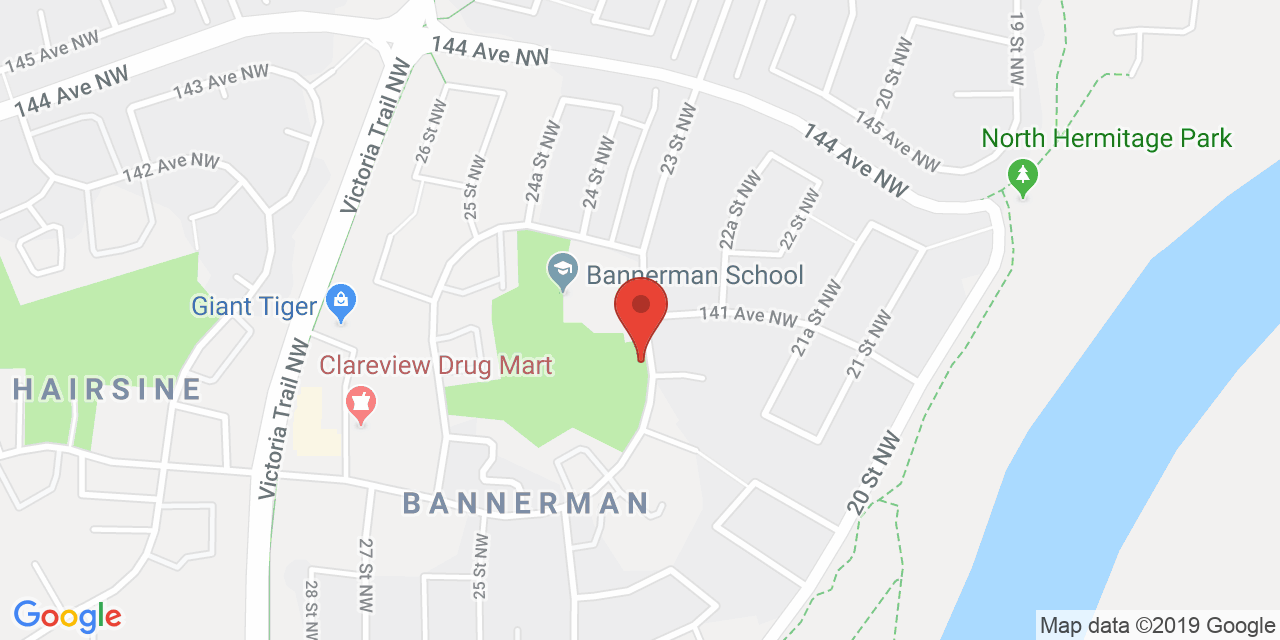 145 Ave NW
144 Ave NW
143 Ave NW
142 Ave NW
Victoria Trail NW
144 Ave NW
26 St NW
25 St NW
24a St NW
24 St NW
23 St NW
19 St NW
20 St NW
145 Ave NW
144 Ave NW
North Hermitage Park
22a St NW
22 St NW
Bannerman School
Giant Tiger
141 Ave NW
21a St NW
21 St NW
Clareview Drug Mart
HAIRSINE
Victoria Trail NW
BANNERMAN
20 St NW
28 St NW
27 St NW
25 St NW
Google
Map data ©2019 Google